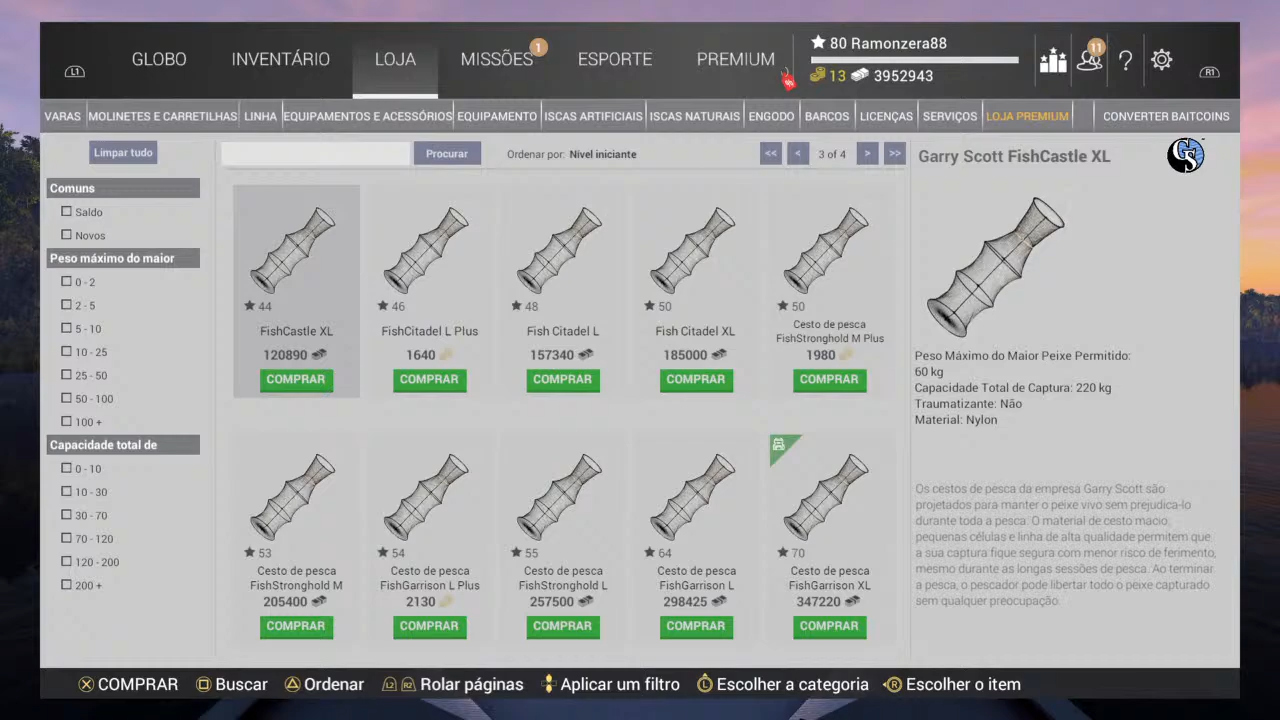 L1
GLOBO
INVENTÁRIO
LOJA
MISSÕES
1
ESPORTE
PREMIUM
80 Ramonzera88
13 3952943
11
?
R1
VARAS
MOLINETES E CARRETILHAS
LINHA
EQUIPAMENTOS E ACESSÓRIOS
EQUIPAMENTO
ISCAS ARTIFICIAIS
ISCAS NATURAIS
ENGODO
BARCOS
LICENÇAS
SERVIÇOS
LOJA PREMIUM
CONVERTER BAITCOINS
Limpar tudo
Procurar
Ordenar por: Nível iniciante
<< < 3 of 4 > >>
Comuns
Saldo
Novos
Peso máximo do maior
0 - 2
2 - 5
5 - 10
10 - 25
25 - 50
50 - 100
100 +
Capacidade total de
0 - 10
10 - 30
30 - 70
70 - 120
120 - 200
200 +
44
FishCastle XL
120890
COMPRAR
46
FishCitadel L Plus
1640
COMPRAR
48
Fish Citadel L
157340
COMPRAR
50
Fish Citadel XL
185000
COMPRAR
50
Cesto de pesca
FishStronghold M Plus
1980
COMPRAR
53
Cesto de pesca
FishStronghold M
205400
COMPRAR
54
Cesto de pesca
FishGarrison L Plus
2130
COMPRAR
55
Cesto de pesca
FishStronghold L
257500
COMPRAR
64
Cesto de pesca
FishGarrison L
298425
COMPRAR
70
Cesto de pesca
FishGarrison XL
347220
COMPRAR
Garry Scott FishCastle XL
GS
Peso Máximo do Maior Peixe Permitido:
60 kg
Capacidade Total de Captura: 220 kg
Traumatizante: Não
Material: Nylon
Os cestos de pesca da empresa Garry Scott são
projetados para manter o peixe vivo sem prejudica-lo
durante toda a pesca. O material de cesto macio,
pequenas células e linha de alta qualidade permitem que
a sua captura fique segura com menor risco de ferimento,
mesmo durante as longas sessões de pesca. Ao terminar
a pesca, o pescador pode libertar todo o peixe capturado
sem qualquer preocupação.
COMPRAR
Buscar
Ordenar
L2 R2 Rolar páginas
Aplicar um filtro
L Escolher a categoria
R Escolher o item